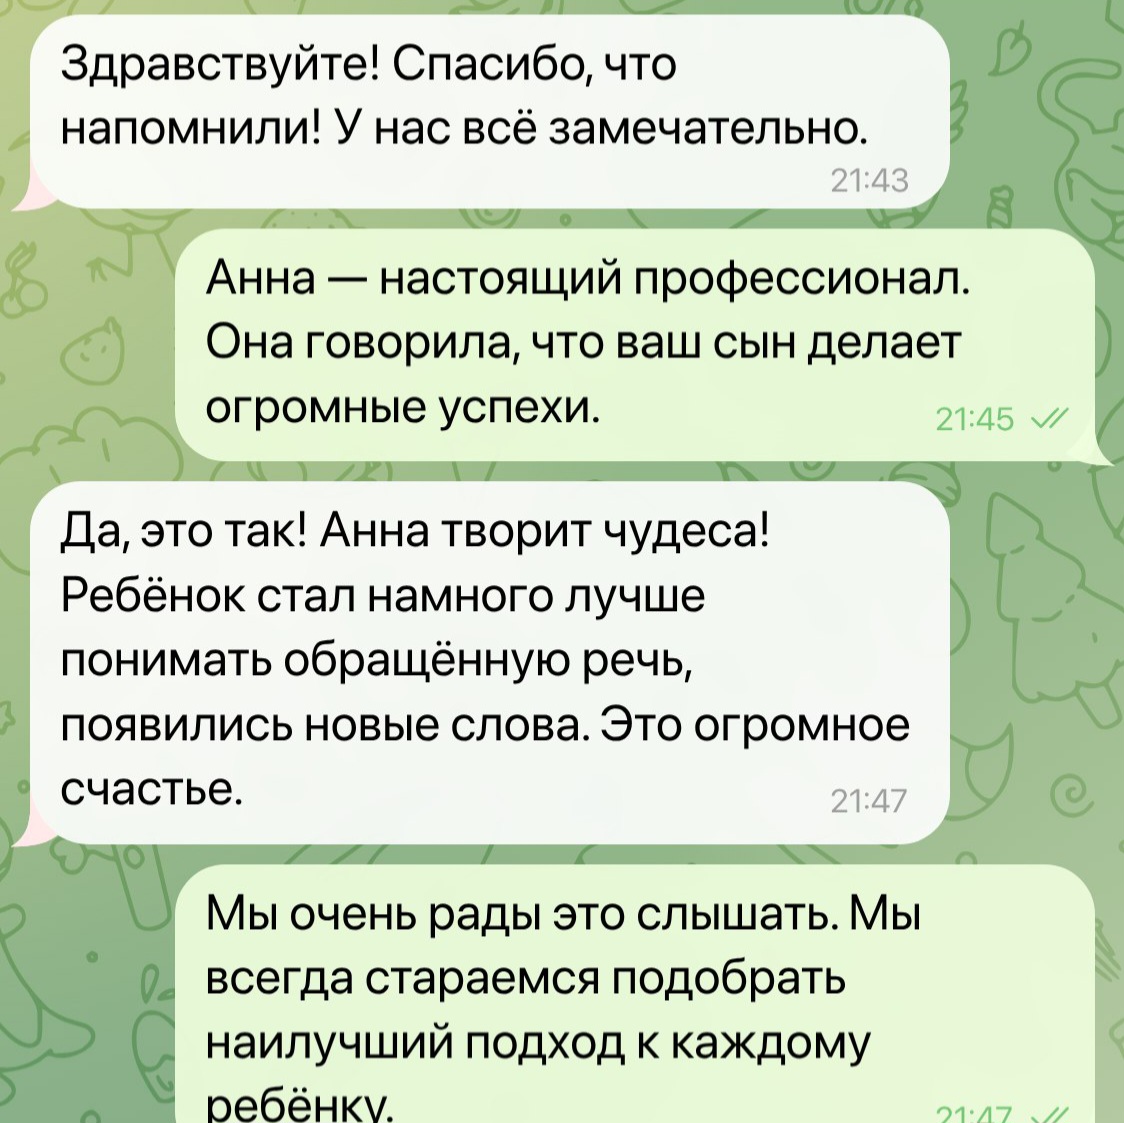 Здравствуйте! Спасибо, что
напомнили! У нас всё замечательно.
21:43
Анна — настоящий профессионал.
Она говорила, что ваш сын делает
огромные успехи.
21:45
Да, это так! Анна творит чудеса!
Ребёнок стал намного лучше
понимать обращённую речь,
появились новые слова. Это огромное
счастье.
21:47
Мы очень рады это слышать. Мы
всегда стараемся подобрать
наилучший подход к каждому
ребёнку.
21:47